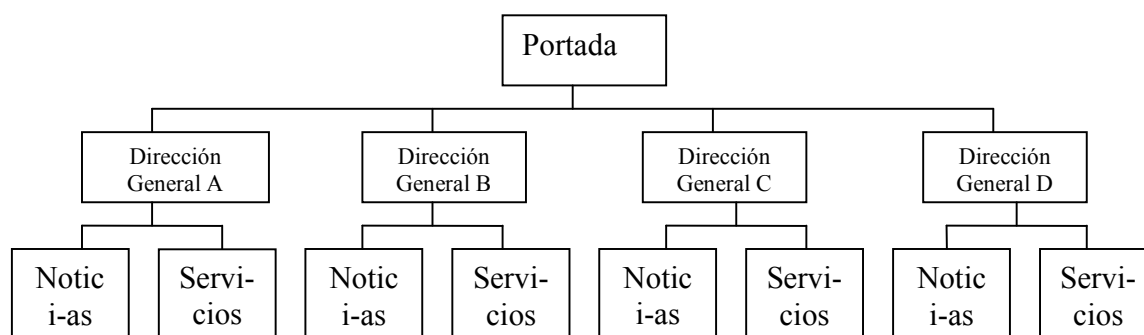 Portada
Dirección
General A
Dirección
General B
Dirección
General C
Dirección
General D
Notic
i-as
Servi-
cios
Notic
i-as
Servi-
cios
Notic
i-as
Servi-
cios
Notic
i-as
Servi-
cios